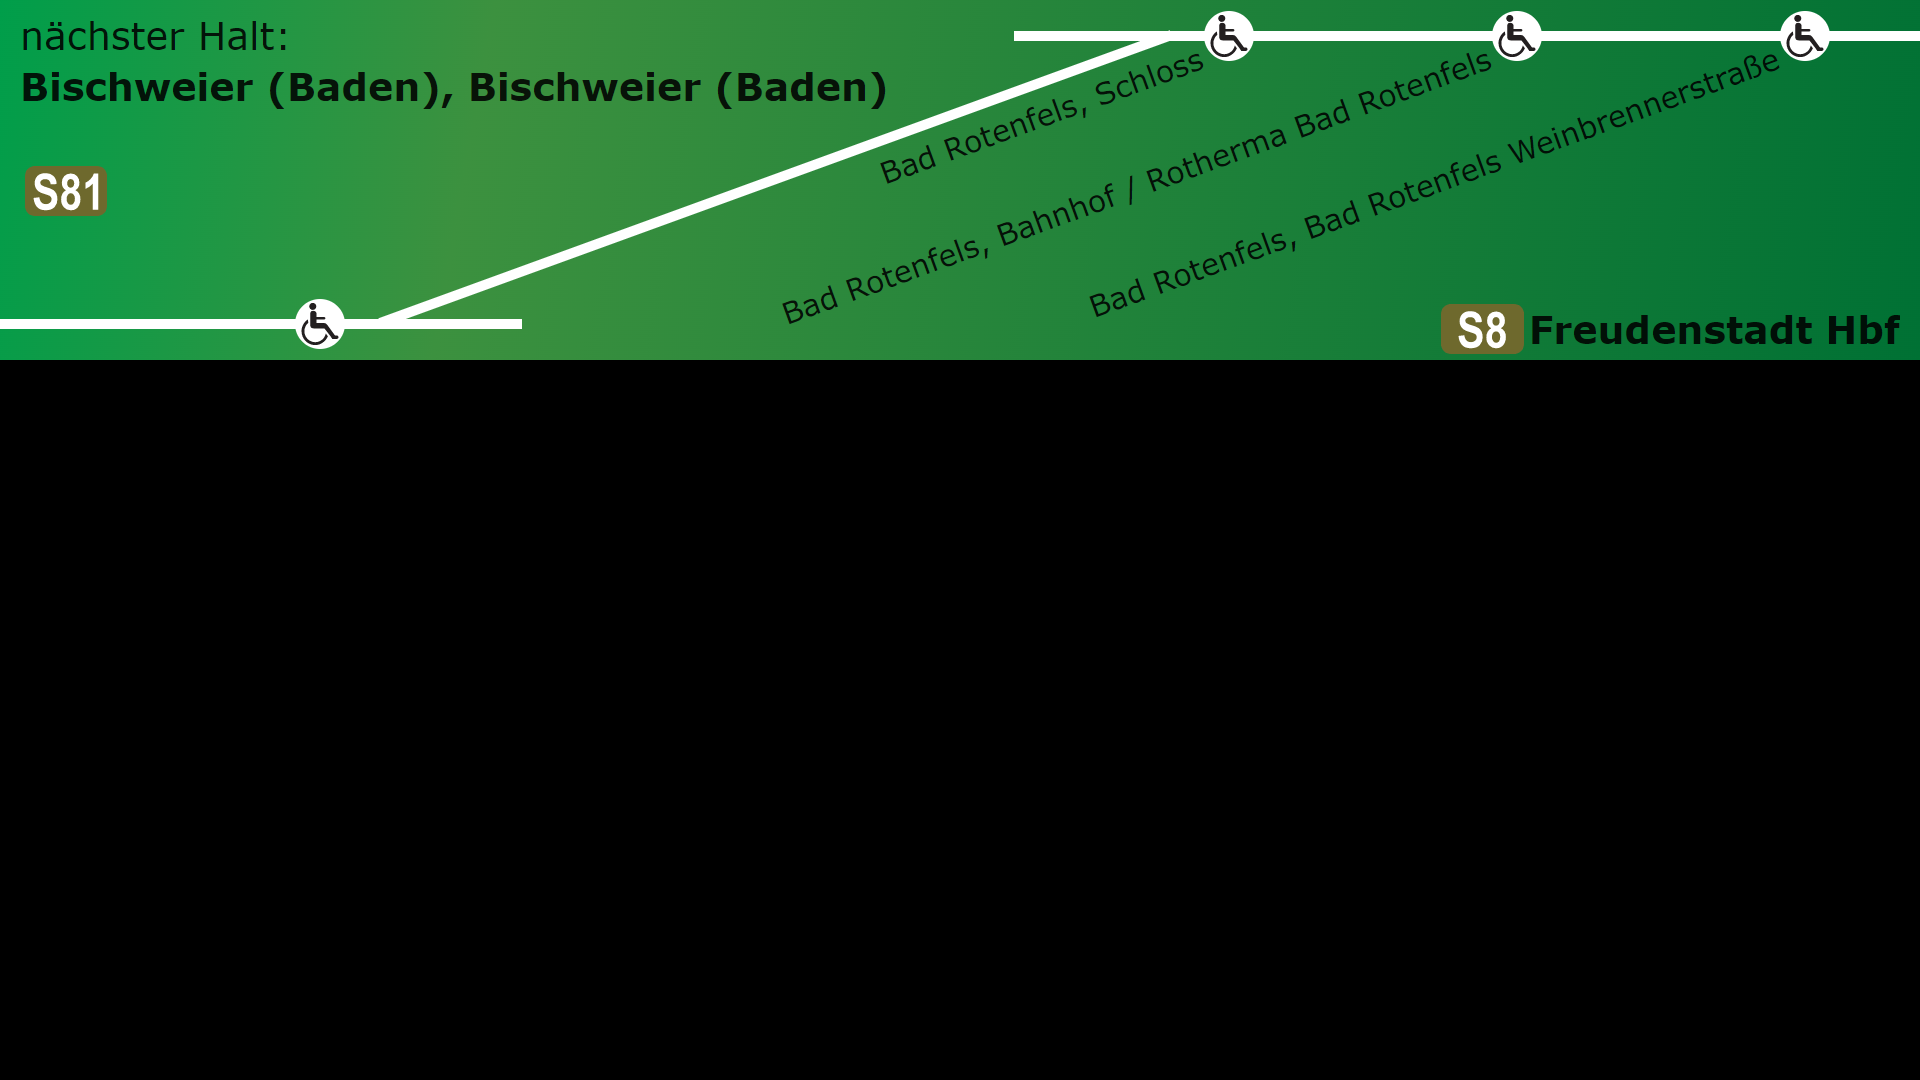 nächster Halt:
Bischweier (Baden), Bischweier (Baden)
S81
Bad Rotenfels, Schloss
Bad Rotenfels, Bahnhof / Rotherma Bad Rotenfels
Bad Rotenfels, Bad Rotenfels Weinbrennerstraße
S8 Freudenstadt Hbf